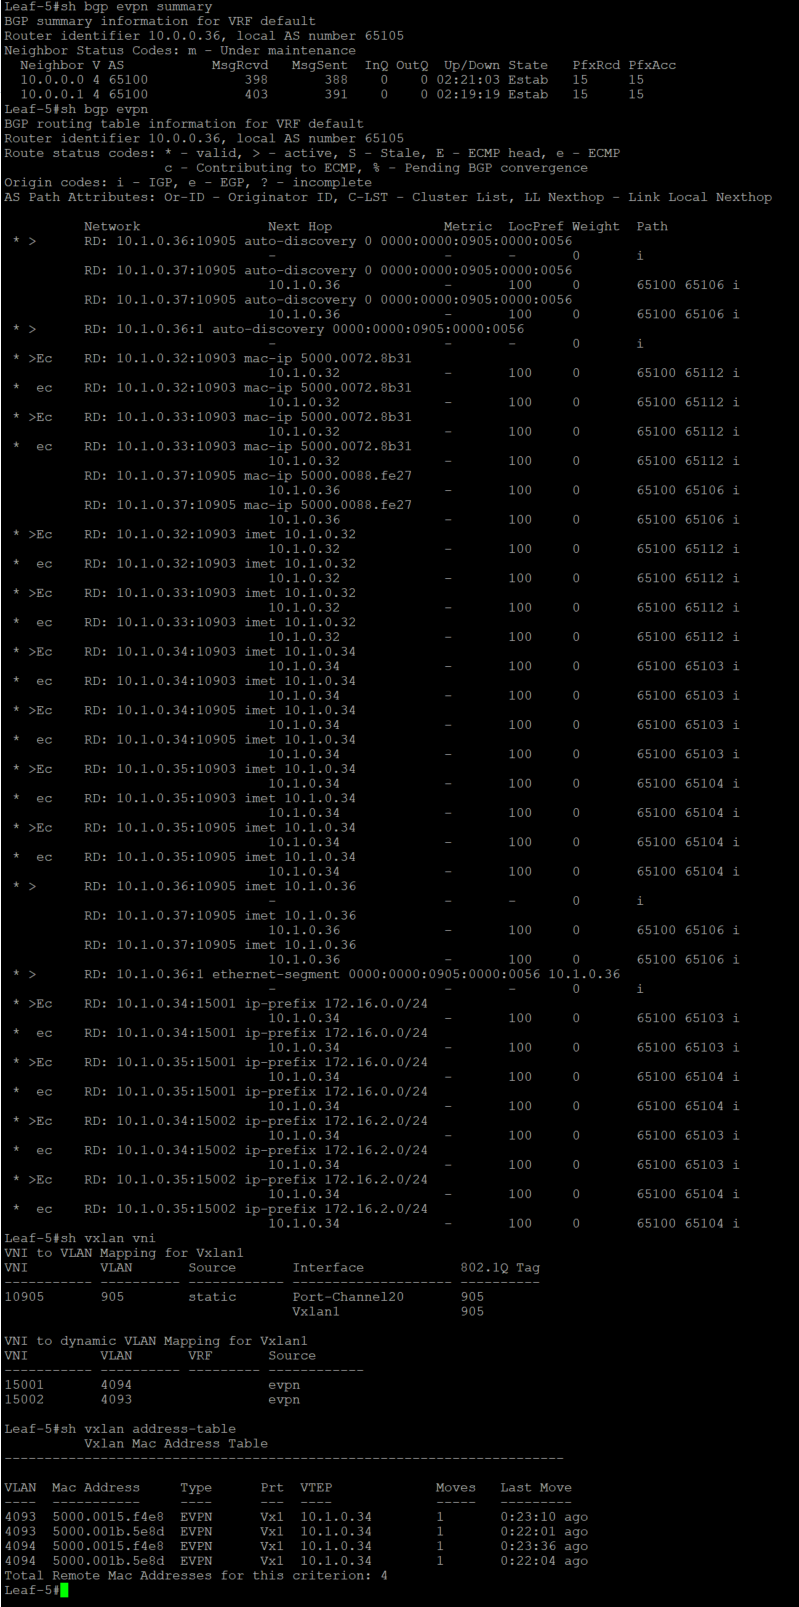 Leaf-5#sh bgp evpn summary
BGP summary information for VRF default
Router identifier 10.0.0.36, local AS number 65105
Neighbor Status Codes: m - Under maintenance
  Neighbor V AS           MsgRcvd   MsgSent  InQ OutQ  Up/Down State   PfxRcd PfxAcc
  10.0.0.0 4 65100            398       388    0    0 02:21:03 Estab   15     15
  10.0.0.1 4 65100            403       391    0    0 02:19:19 Estab   15     15
Leaf-5#sh bgp evpn
BGP routing table information for VRF default
Router identifier 10.0.0.36, local AS number 65105
Route status codes: * - valid, > - active, S - Stale, E - ECMP head, e - ECMP
                    c - Contributing to ECMP, % - Pending BGP convergence
Origin codes: i - IGP, e - EGP, ? - incomplete
AS Path Attributes: Or-ID - Originator ID, C-LST - Cluster List, LL Nexthop - Link Local Nexthop
          Network                Next Hop              Metric  LocPref Weight  Path
 * >      RD: 10.1.0.36:10905 auto-discovery 0 0000:0000:0905:0000:0056
                                 -                     -       -       0       i
          RD: 10.1.0.37:10905 auto-discovery 0 0000:0000:0905:0000:0056
                                 10.1.0.36             -       100     0       65100 65106 i
          RD: 10.1.0.37:10905 auto-discovery 0 0000:0000:0905:0000:0056
                                 10.1.0.36             -       100     0       65100 65106 i
 * >      RD: 10.1.0.36:1 auto-discovery 0000:0000:0905:0000:0056
                                 -                     -       -       0       i
 * >Ec    RD: 10.1.0.32:10903 mac-ip 5000.0072.8b31
                                 10.1.0.32             -       100     0       65100 65112 i
 *  ec    RD: 10.1.0.32:10903 mac-ip 5000.0072.8b31
                                 10.1.0.32             -       100     0       65100 65112 i
 * >Ec    RD: 10.1.0.33:10903 mac-ip 5000.0072.8b31
                                 10.1.0.32             -       100     0       65100 65112 i
 *  ec    RD: 10.1.0.33:10903 mac-ip 5000.0072.8b31
                                 10.1.0.32             -       100     0       65100 65112 i
          RD: 10.1.0.37:10905 mac-ip 5000.0088.fe27
                                 10.1.0.36             -       100     0       65100 65106 i
          RD: 10.1.0.37:10905 mac-ip 5000.0088.fe27
                                 10.1.0.36             -       100     0       65100 65106 i
 * >Ec    RD: 10.1.0.32:10903 imet 10.1.0.32
                                 10.1.0.32             -       100     0       65100 65112 i
 *  ec    RD: 10.1.0.32:10903 imet 10.1.0.32
                                 10.1.0.32             -       100     0       65100 65112 i
 * >Ec    RD: 10.1.0.33:10903 imet 10.1.0.32
                                 10.1.0.32             -       100     0       65100 65112 i
 *  ec    RD: 10.1.0.33:10903 imet 10.1.0.32
                                 10.1.0.32             -       100     0       65100 65112 i
 * >Ec    RD: 10.1.0.34:10903 imet 10.1.0.34
                                 10.1.0.34             -       100     0       65100 65103 i
 *  ec    RD: 10.1.0.34:10903 imet 10.1.0.34
                                 10.1.0.34             -       100     0       65100 65103 i
 * >Ec    RD: 10.1.0.34:10905 imet 10.1.0.34
                                 10.1.0.34             -       100     0       65100 65103 i
 *  ec    RD: 10.1.0.34:10905 imet 10.1.0.34
                                 10.1.0.34             -       100     0       65100 65103 i
 * >Ec    RD: 10.1.0.35:10903 imet 10.1.0.34
                                 10.1.0.34             -       100     0       65100 65104 i
 *  ec    RD: 10.1.0.35:10903 imet 10.1.0.34
                                 10.1.0.34             -       100     0       65100 65104 i
 * >Ec    RD: 10.1.0.35:10905 imet 10.1.0.34
                                 10.1.0.34             -       100     0       65100 65104 i
 *  ec    RD: 10.1.0.35:10905 imet 10.1.0.34
                                 10.1.0.34             -       100     0       65100 65104 i
 * >      RD: 10.1.0.36:10905 imet 10.1.0.36
                                 -                     -       -       0       i
          RD: 10.1.0.37:10905 imet 10.1.0.36
                                 10.1.0.36             -       100     0       65100 65106 i
          RD: 10.1.0.37:10905 imet 10.1.0.36
                                 10.1.0.36             -       100     0       65100 65106 i
 * >      RD: 10.1.0.36:1 ethernet-segment 0000:0000:0905:0000:0056 10.1.0.36
                                 -                     -       -       0       i
 * >Ec    RD: 10.1.0.34:15001 ip-prefix 172.16.0.0/24
                                 10.1.0.34             -       100     0       65100 65103 i
 *  ec    RD: 10.1.0.34:15001 ip-prefix 172.16.0.0/24
                                 10.1.0.34             -       100     0       65100 65103 i
 * >Ec    RD: 10.1.0.35:15001 ip-prefix 172.16.0.0/24
                                 10.1.0.34             -       100     0       65100 65104 i
 *  ec    RD: 10.1.0.35:15001 ip-prefix 172.16.0.0/24
                                 10.1.0.34             -       100     0       65100 65104 i
 * >Ec    RD: 10.1.0.34:15002 ip-prefix 172.16.2.0/24
                                 10.1.0.34             -       100     0       65100 65103 i
 *  ec    RD: 10.1.0.34:15002 ip-prefix 172.16.2.0/24
                                 10.1.0.34             -       100     0       65100 65103 i
 * >Ec    RD: 10.1.0.35:15002 ip-prefix 172.16.2.0/24
                                 10.1.0.34             -       100     0       65100 65104 i
 *  ec    RD: 10.1.0.35:15002 ip-prefix 172.16.2.0/24
                                 10.1.0.34             -       100     0       65100 65104 i
Leaf-5#sh vxlan vni
VNI to VLAN Mapping for Vxlan1
VNI         VLAN       Source       Interface            802.1Q Tag
----------- ---------- ------------ -------------------- ----------
10905       905        static       Port-Channel20       905
                                    Vxlan1               905
VNI to dynamic VLAN Mapping for Vxlan1
VNI         VLAN       VRF       Source
----------- ---------- --------- ------------
15001       4094                 evpn
15002       4093                 evpn
Leaf-5#sh vxlan address-table
          Vxlan Mac Address Table
----------------------------------------------------------------------
VLAN  Mac Address     Type      Prt  VTEP             Moves   Last Move
----  -----------     ----      ---  ----             -----   ---------
4093  5000.0015.f4e8  EVPN      Vx1  10.1.0.34        1       0:23:10 ago
4093  5000.001b.5e8d  EVPN      Vx1  10.1.0.34        1       0:22:01 ago
4094  5000.0015.f4e8  EVPN      Vx1  10.1.0.34        1       0:23:36 ago
4094  5000.001b.5e8d  EVPN      Vx1  10.1.0.34        1       0:22:04 ago
Total Remote Mac Addresses for this criterion: 4
Leaf-5#